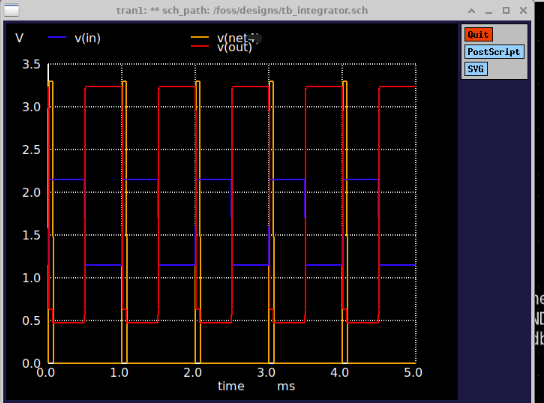 tran1: ** sch_path: /foss/designs/tb_integrator.sch
V
v(in)
v(out)
Quit
PostScript
SVG
3.5
3.0
2.5
2.0
1.5
1.0
0.5
0.0
0.0 1.0 2.0 3.0 4.0 5.0
time ms